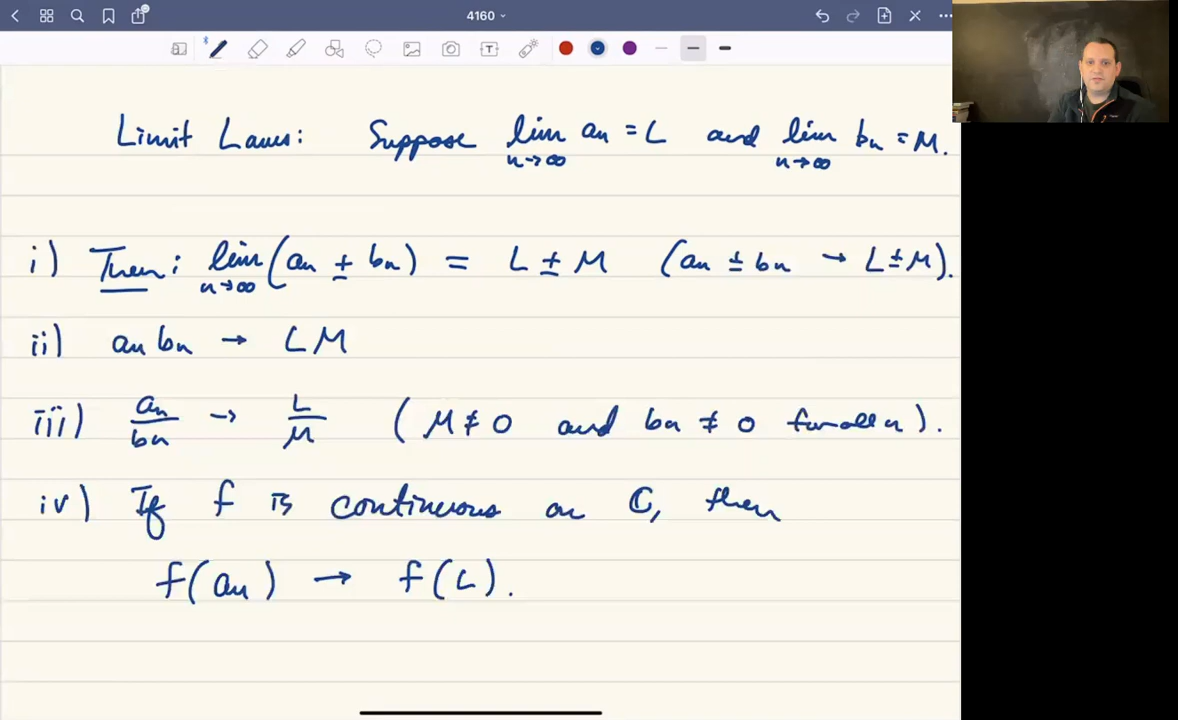 4160
Limit Laws: Suppose lim n→∞ an = L and lim n→∞ bn = M.
i) Then: lim n→∞ (an ± bn) = L ± M (an ± bn → L ± M).
ii) an bn → LM
iii) an/bn → L/M (M ≠ 0 and bn ≠ 0 for all n).
iv) If f is continuous on ℂ, then
f(an) → f(L).